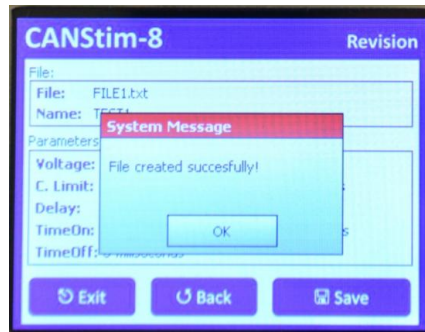 CANStim-8
Revision
File:
File: FILE1.txt
Name:
System Message
Parameters
Voltage:
File created succesfully!
C. Limit:
Delay:
TimeOn:
OK
TimeOff:
Exit
Back
Save